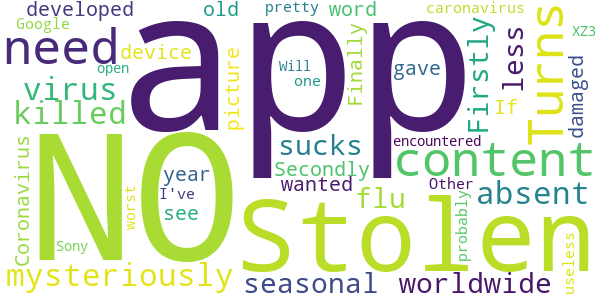 developed old pretty word caronavirus
Google
need app device Finally gave Firstly less Turns XZ3
open Will one
virus picture If damaged
killed
NO sucks encountered content
Coronavirus year Secondly
I've wanted Other absent
see flu probably
worst Stolen useless
Sony
mysteriously seasonal worldwide